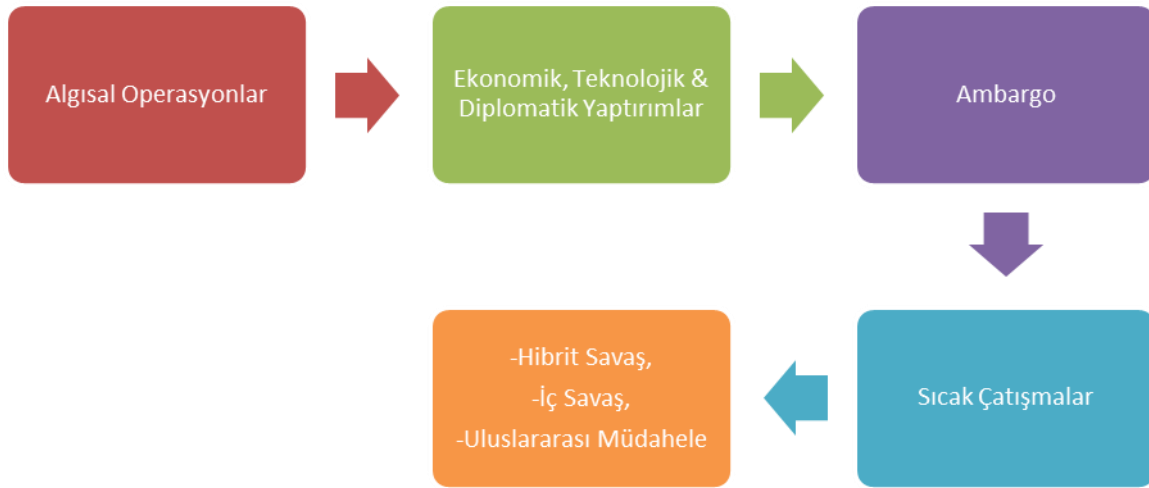 Algısal Operasyonlar
Ekonomik, Teknolojik &
Diplomatik Yaptırımlar
Ambargo
Sıcak Çatışmalar
-Hibrit Savaş,
-İç Savaş,
-Uluslararası Müdahele